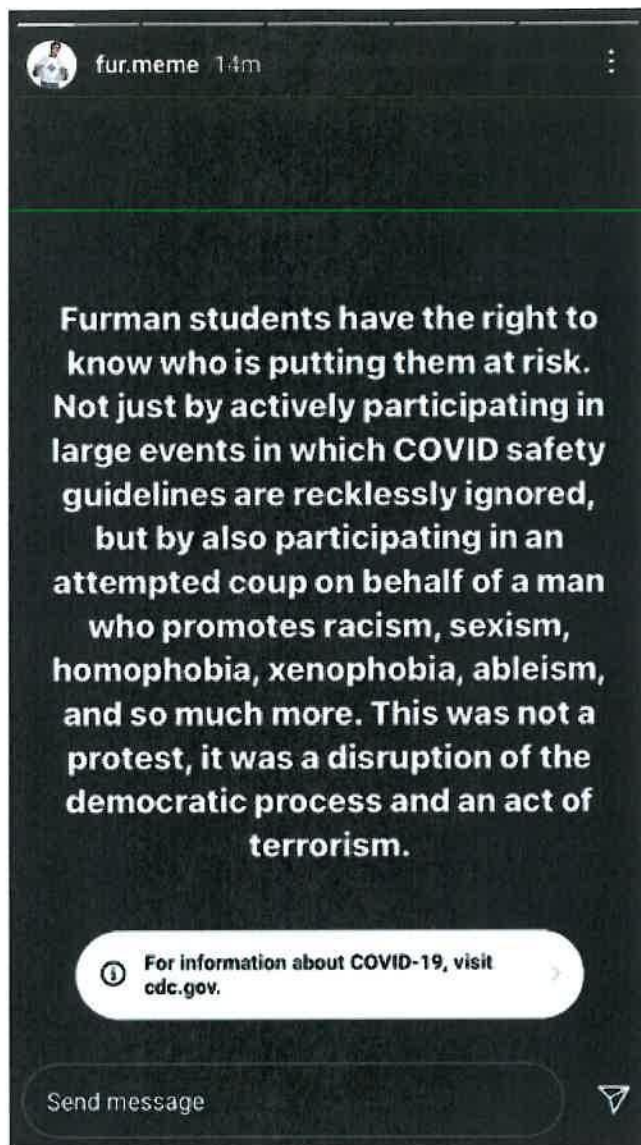 fur.meme 14m
Furman students have the right to
know who is putting them at risk.
Not just by actively participating in
large events in which COVID safety
guidelines are recklessly ignored,
but by also participating in an
attempted coup on behalf of a man
who promotes racism, sexism,
homophobia, xenophobia, ableism,
and so much more. This was not a
protest, it was a disruption of the
democratic process and an act of
terrorism.
For information about COVID-19, visit
cdc.gov.
Send message